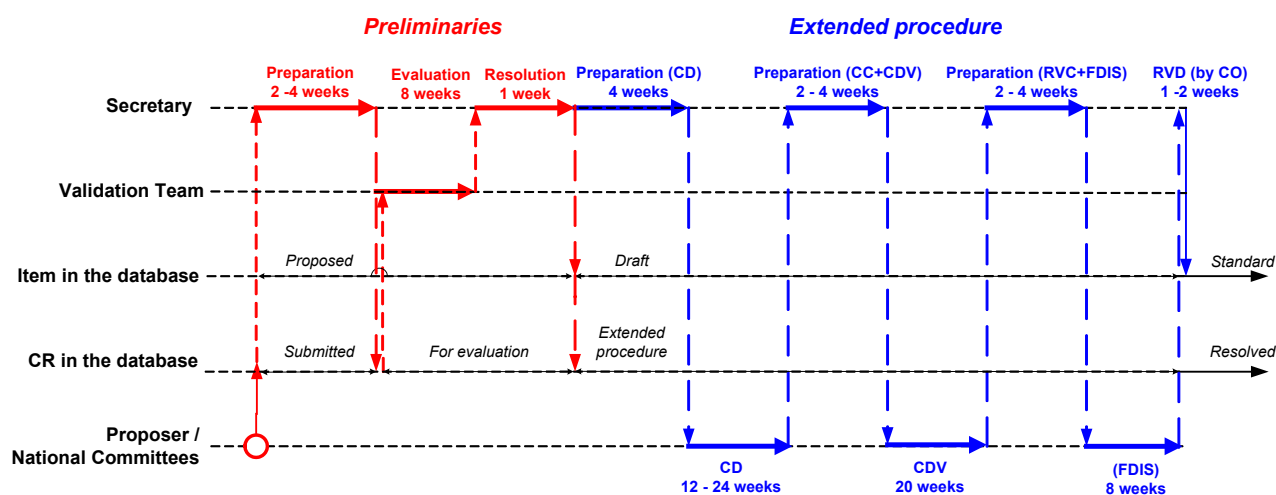 Preliminaries
Extended procedure
Preparation
2 -4 weeks
Evaluation
8 weeks
Resolution
1 week
Preparation (CD)
4 weeks
Preparation (CC+CDV)
2 - 4 weeks
Preparation (RVC+FDIS)
2 - 4 weeks
RVD (by CO)
1 -2 weeks
Secretary
Validation Team
Item in the database
Proposed
Draft
Standard
CR in the database
Submitted
For evaluation
Extended
procedure
Resolved
Proposer /
National Committees
CD
12 - 24 weeks
CDV
20 weeks
(FDIS)
8 weeks